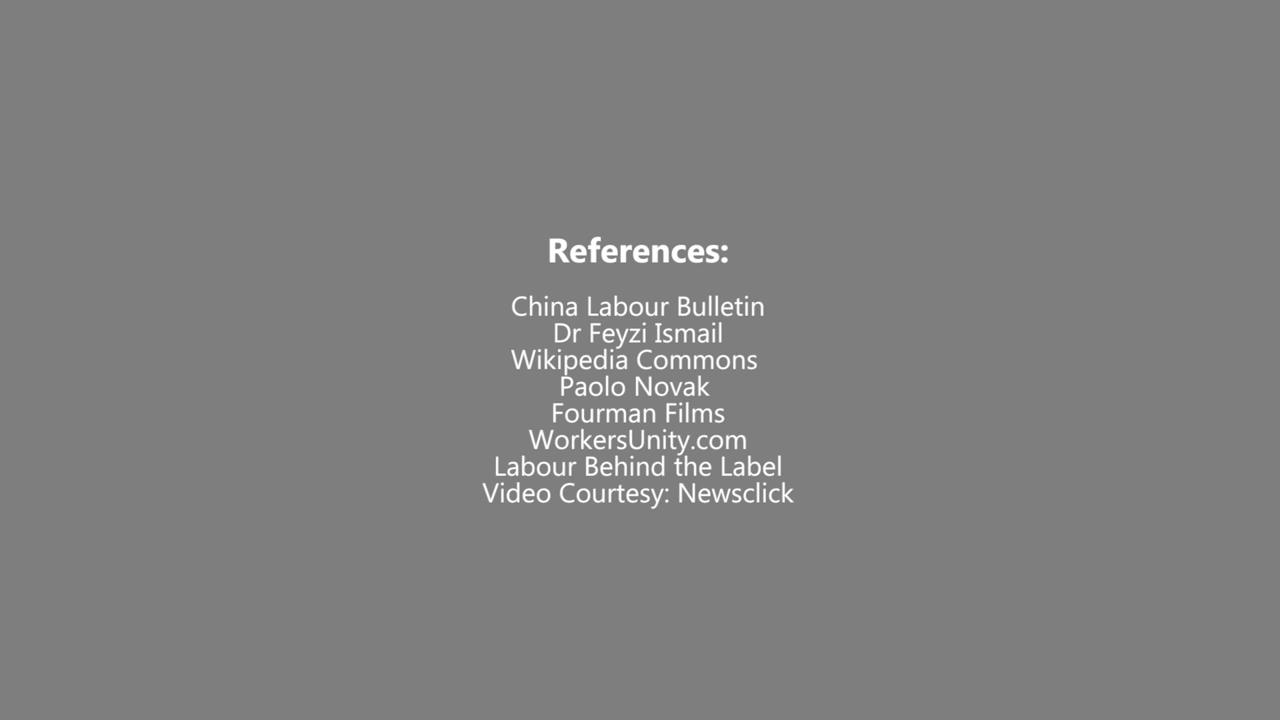 References:
China Labour Bulletin
Dr Feyzi Ismail
Wikipedia Commons
Paolo Novak
Fourman Films
WorkersUnity.com
Labour Behind the Label
Video Courtesy: Newsclick